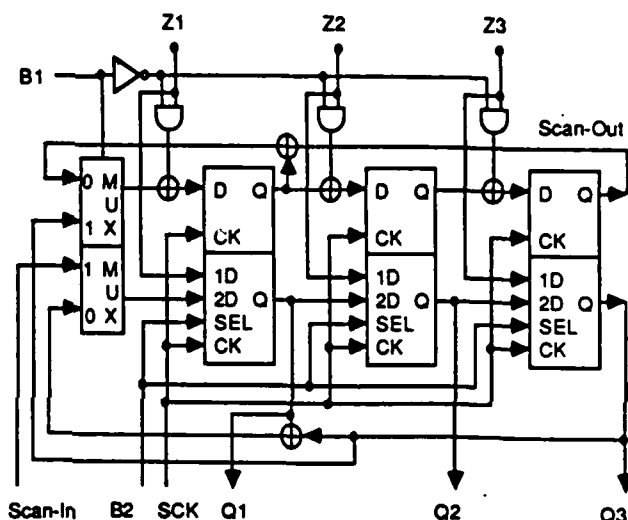 Z1 Z2 Z3
B1
Scan-Out
0 M
U
1 X
1 M
U
0 X
D Q
CK
1D
2D Q
SEL
CK
D Q
CK
1D
2D Q
SEL
CK
D Q
CK
1D
2D Q
SEL
CK
Scan-In B2 SCK Q1 Q2 Q3